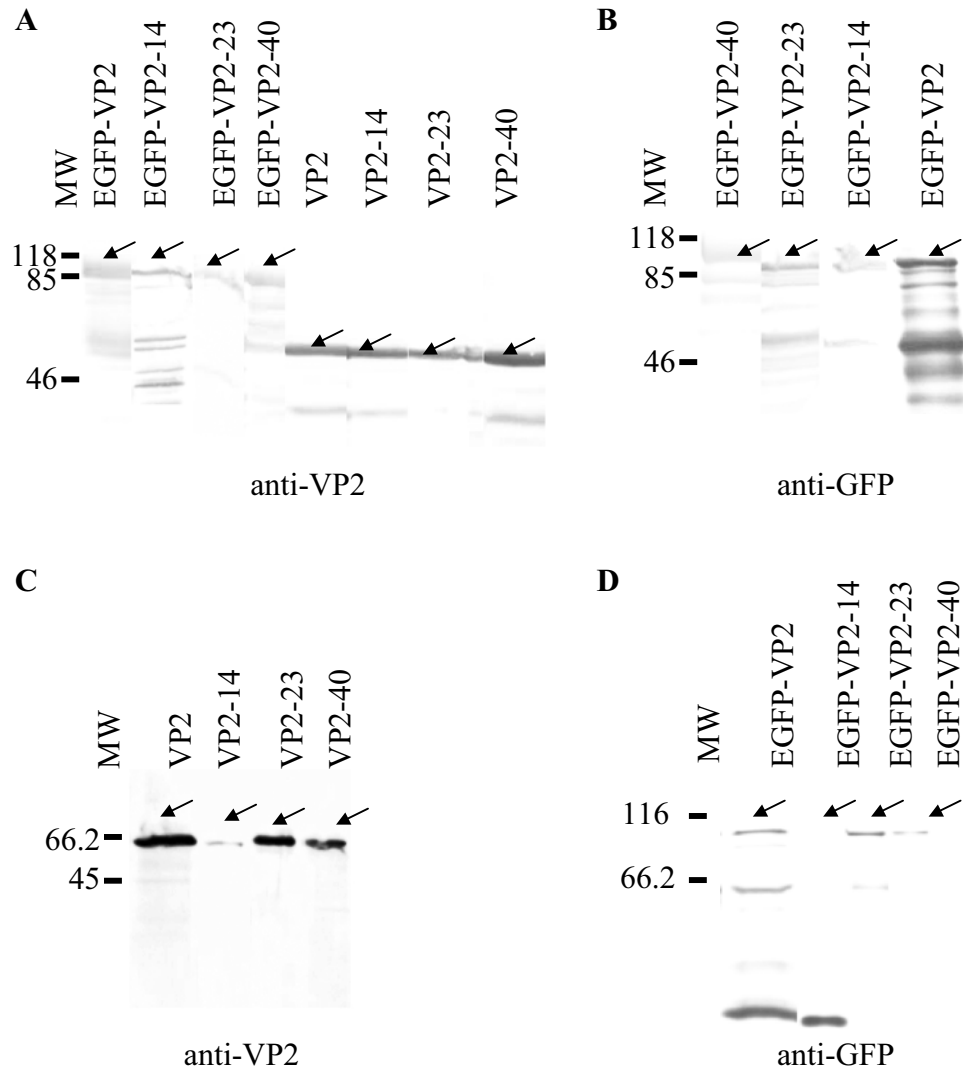 A
MW
EGFP-VP2
EGFP-VP2-14
EGFP-VP2-23
EGFP-VP2-40
VP2
VP2-14
VP2-23
VP2-40
118
85
46
anti-VP2
B
MW
EGFP-VP2-40
EGFP-VP2-23
EGFP-VP2-14
EGFP-VP2
118
85
46
anti-GFP
C
MW
VP2
VP2-14
VP2-23
VP2-40
66.2
45
anti-VP2
D
MW
EGFP-VP2
EGFP-VP2-14
EGFP-VP2-23
EGFP-VP2-40
116
66.2
anti-GFP